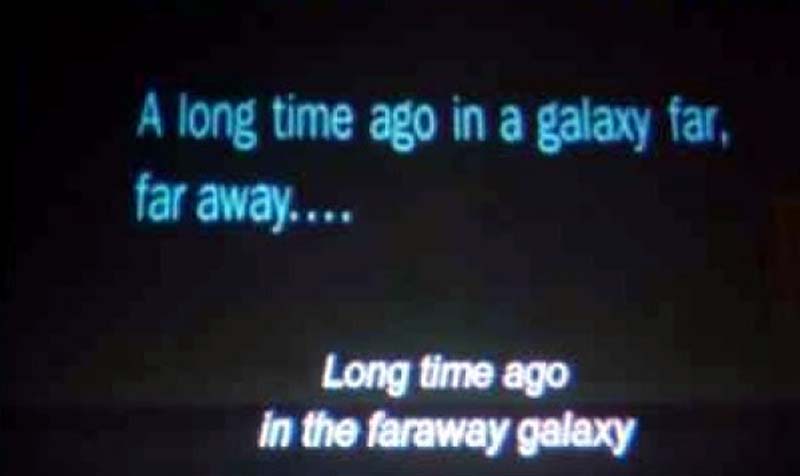 A long time ago in a galaxy far,
far away....
Long time ago
in the faraway galaxy